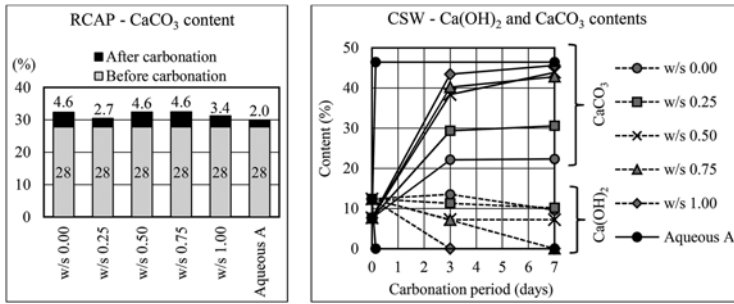 RCAP - CaCO₃ content
After carbonation
Before carbonation
(%)
40
30
20
10
0
4.6
2.7
4.6
4.6
3.4
2.0
28
28
28
28
28
28
w/s 0.00
w/s 0.25
w/s 0.50
w/s 0.75
w/s 1.00
Aqueous A
CSW - Ca(OH)₂ and CaCO₃ contents
Content (%)
50
40
30
20
10
0
0 1 2 3 4 5 6 7
Carbonation period (days)
CaCO₃
Ca(OH)₂
w/s 0.00
w/s 0.25
w/s 0.50
w/s 0.75
w/s 1.00
Aqueous A